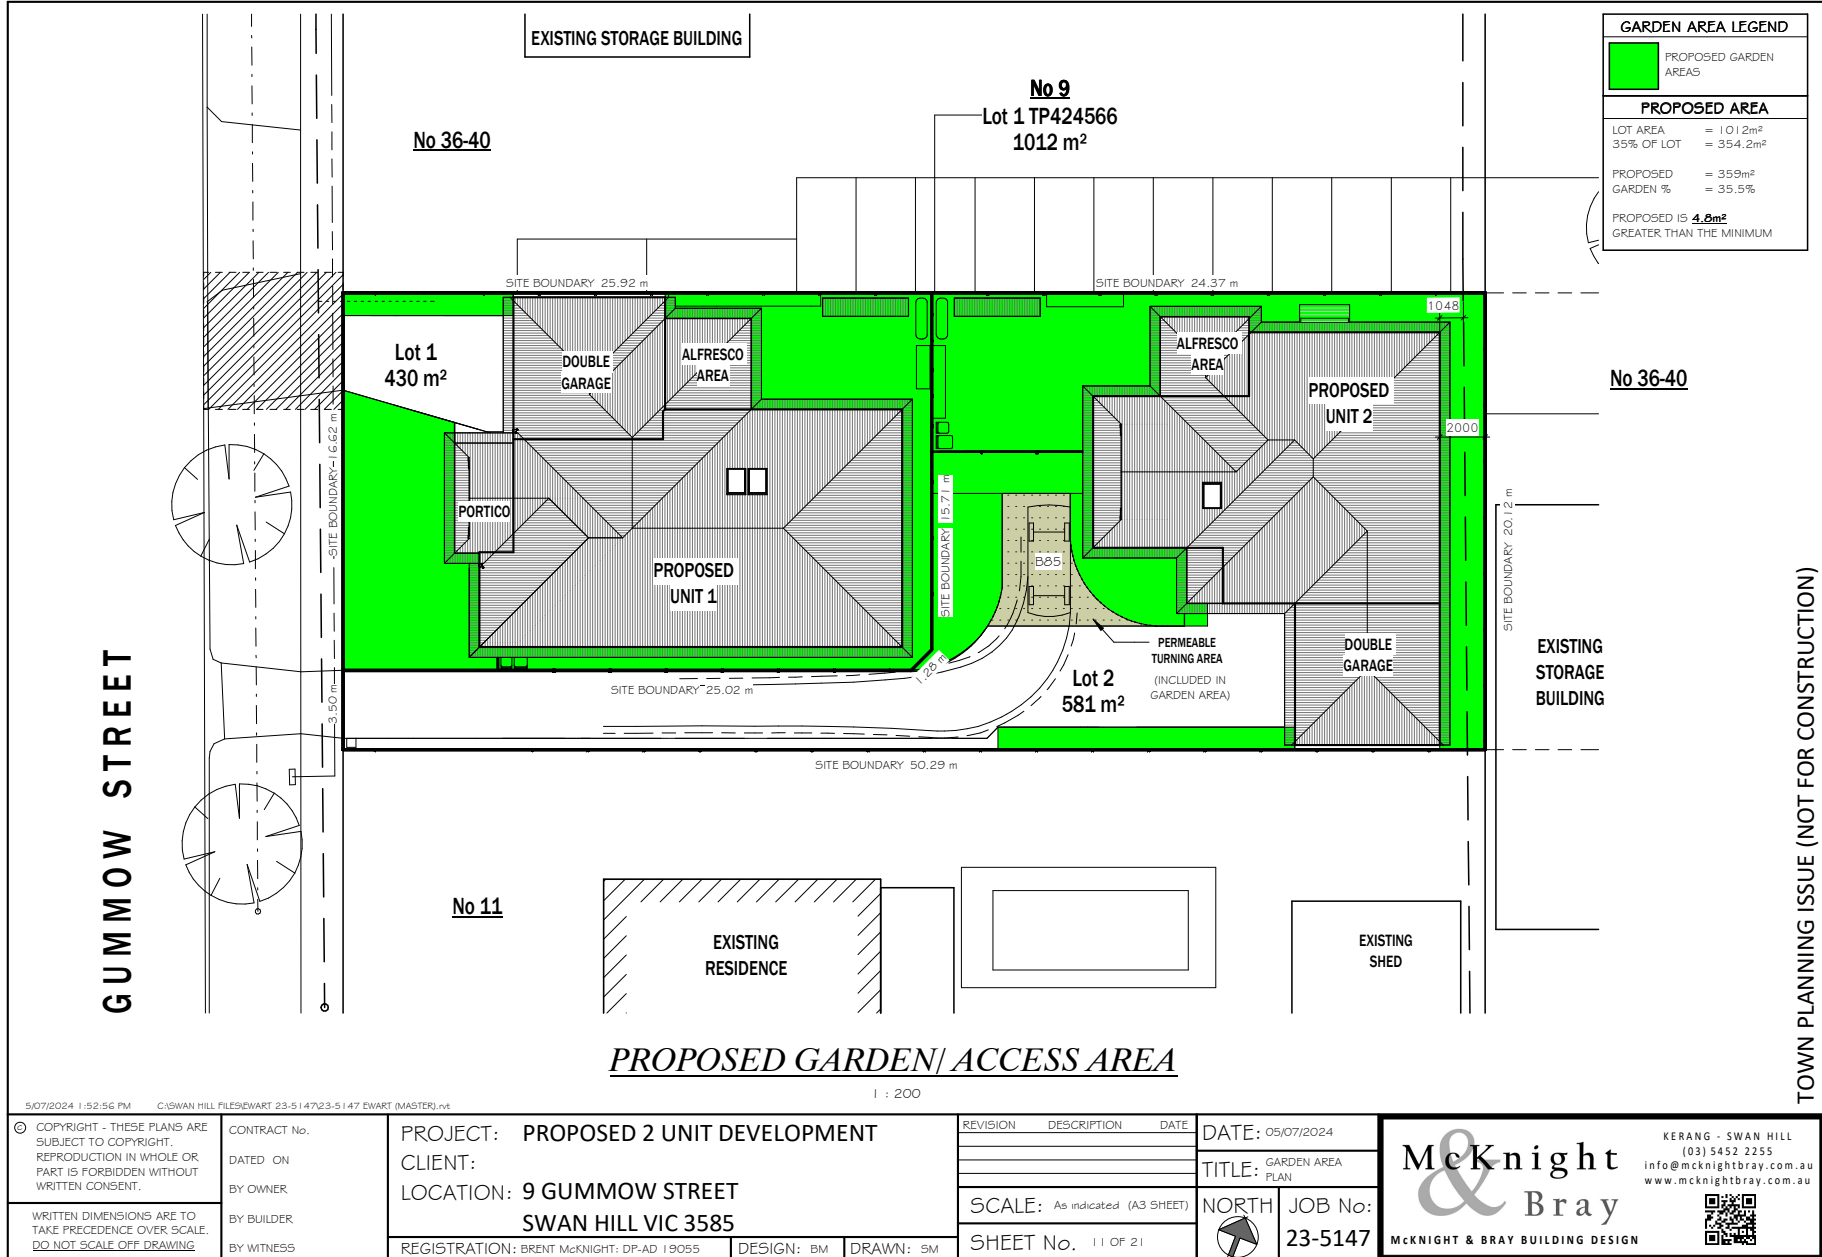 EXISTING STORAGE BUILDING
No 36-40
No 9
Lot 1 TP424566
1012 m²
GARDEN AREA LEGEND
PROPOSED GARDEN
AREAS
PROPOSED AREA
LOT AREA = 1012m²
35% OF LOT = 354.2m²
PROPOSED = 359m²
GARDEN % = 35.5%
PROPOSED IS 4.8m²
GREATER THAN THE MINIMUM
SITE BOUNDARY 25.92 m
SITE BOUNDARY 24.37 m
1048
Lot 1
430 m²
DOUBLE
GARAGE
ALFRESCO
AREA
ALFRESCO
AREA
PROPOSED
UNIT 2
No 36-40
2000
SITE BOUNDARY 16.62 m
PORTICO
PROPOSED
UNIT 1
SITE BOUNDARY 15.71 m
B85
SITE BOUNDARY 20.12 m
PERMEABLE
TURNING AREA
(INCLUDED IN
GARDEN AREA)
DOUBLE
GARAGE
EXISTING
STORAGE
BUILDING
1.28 m
Lot 2
581 m²
SITE BOUNDARY 25.02 m
3.50 m
SITE BOUNDARY 50.29 m
GUMMOW STREET
No 11
EXISTING
RESIDENCE
EXISTING
SHED
TOWN PLANNING ISSUE (NOT FOR CONSTRUCTION)
PROPOSED GARDEN/ ACCESS AREA
1 : 200
5/07/2024 1:52:56 PM C:\SWAN HILL FILES\EWART 23-5147\23-5147 EWART (MASTER).rvt
© COPYRIGHT - THESE PLANS ARE
SUBJECT TO COPYRIGHT.
REPRODUCTION IN WHOLE OR
PART IS FORBIDDEN WITHOUT
WRITTEN CONSENT.
WRITTEN DIMENSIONS ARE TO
TAKE PRECEDENCE OVER SCALE.
DO NOT SCALE OFF DRAWING
CONTRACT No.
DATED ON
BY OWNER
BY BUILDER
BY WITNESS
PROJECT: PROPOSED 2 UNIT DEVELOPMENT
CLIENT:
LOCATION: 9 GUMMOW STREET
SWAN HILL VIC 3585
REGISTRATION: BRENT McKNIGHT: DP-AD 19055
DESIGN: BM
DRAWN: SM
REVISION DESCRIPTION DATE
SCALE: As indicated (A3 SHEET)
SHEET No. 11 OF 21
DATE: 05/07/2024
TITLE: GARDEN AREA
PLAN
NORTH
JOB No:
23-5147
McKnight
&
Bray
McKNIGHT & BRAY BUILDING DESIGN
KERANG - SWAN HILL
(03) 5452 2255
info@mcknightbray.com.au
www.mcknightbray.com.au